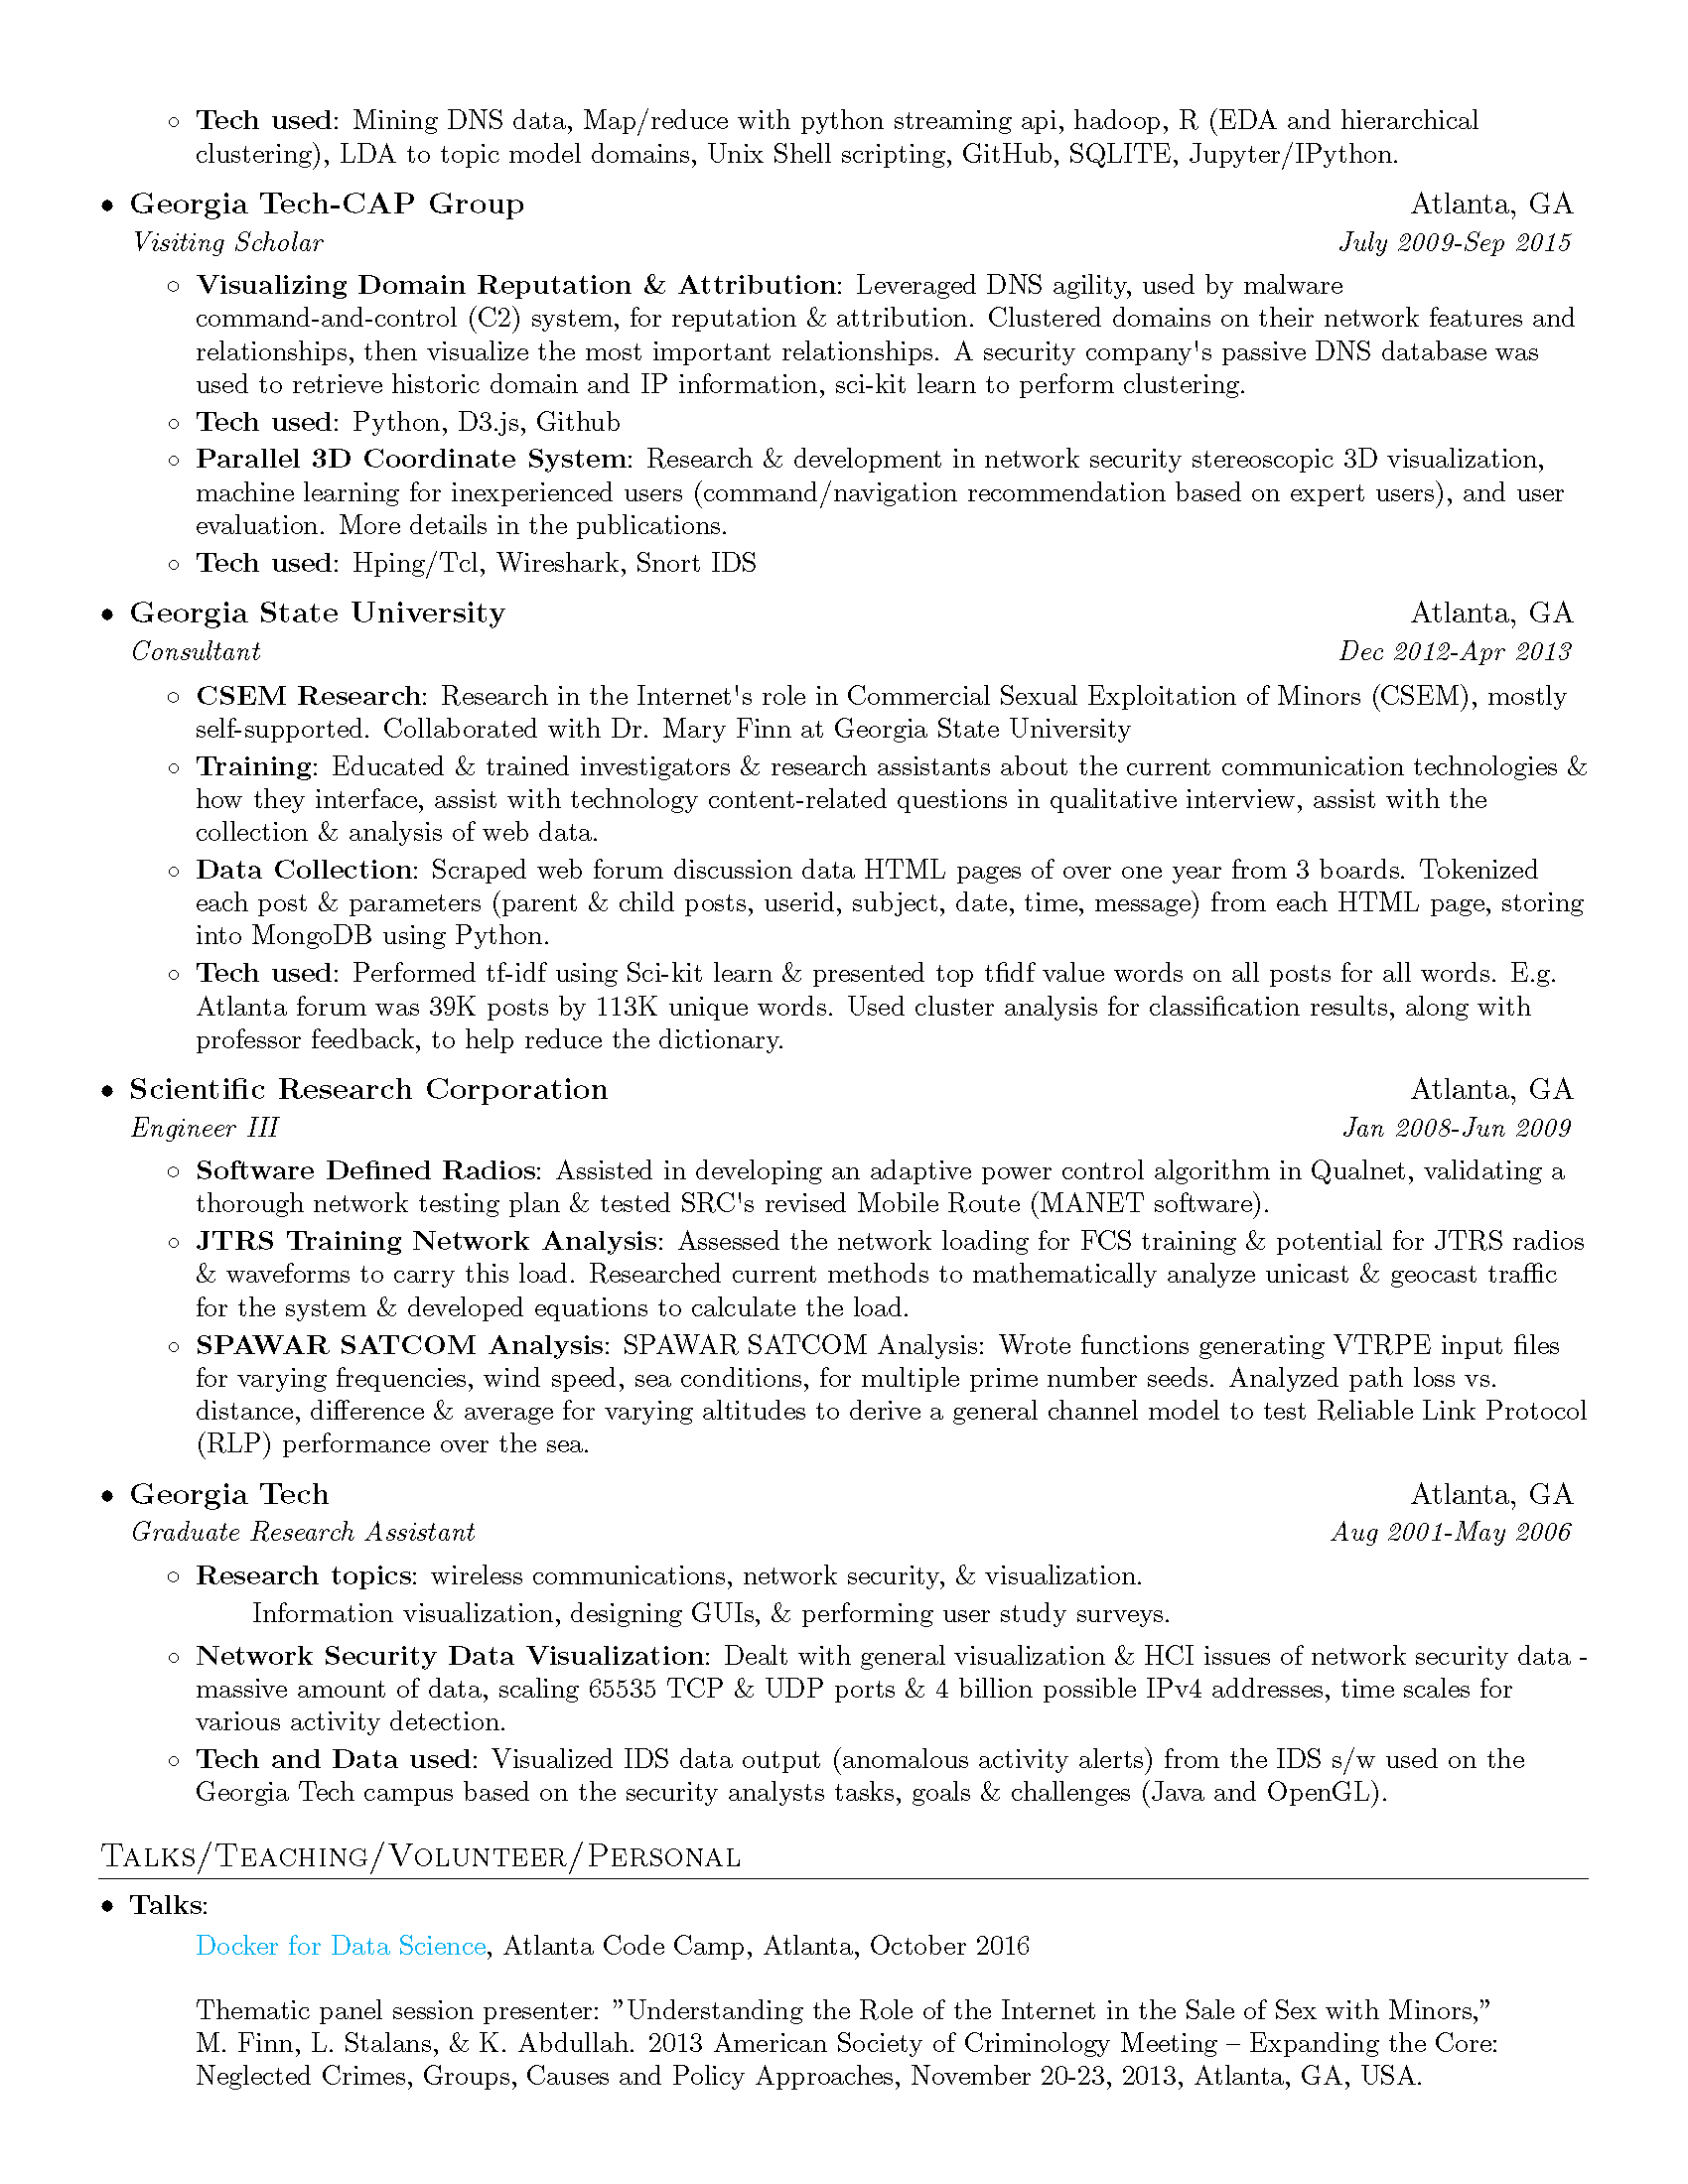 ◦ Tech used: Mining DNS data, Map/reduce with python streaming api, hadoop, R (EDA and hierarchical
clustering), LDA to topic model domains, Unix Shell scripting, GitHub, SQLITE, Jupyter/IPython.
• Georgia Tech-CAP Group Atlanta, GA
Visiting Scholar July 2009-Sep 2015
◦ Visualizing Domain Reputation & Attribution: Leveraged DNS agility, used by malware
command-and-control (C2) system, for reputation & attribution. Clustered domains on their network features and
relationships, then visualize the most important relationships. A security company's passive DNS database was
used to retrieve historic domain and IP information, sci-kit learn to perform clustering.
◦ Tech used: Python, D3.js, Github
◦ Parallel 3D Coordinate System: Research & development in network security stereoscopic 3D visualization,
machine learning for inexperienced users (command/navigation recommendation based on expert users), and user
evaluation. More details in the publications.
◦ Tech used: Hping/Tcl, Wireshark, Snort IDS
• Georgia State University Atlanta, GA
Consultant Dec 2012-Apr 2013
◦ CSEM Research: Research in the Internet's role in Commercial Sexual Exploitation of Minors (CSEM), mostly
self-supported. Collaborated with Dr. Mary Finn at Georgia State University
◦ Training: Educated & trained investigators & research assistants about the current communication technologies &
how they interface, assist with technology content-related questions in qualitative interview, assist with the
collection & analysis of web data.
◦ Data Collection: Scraped web forum discussion data HTML pages of over one year from 3 boards. Tokenized
each post & parameters (parent & child posts, userid, subject, date, time, message) from each HTML page, storing
into MongoDB using Python.
◦ Tech used: Performed tf-idf using Sci-kit learn & presented top tfidf value words on all posts for all words. E.g.
Atlanta forum was 39K posts by 113K unique words. Used cluster analysis for classification results, along with
professor feedback, to help reduce the dictionary.
• Scientific Research Corporation Atlanta, GA
Engineer III Jan 2008-Jun 2009
◦ Software Defined Radios: Assisted in developing an adaptive power control algorithm in Qualnet, validating a
thorough network testing plan & tested SRC's revised Mobile Route (MANET software).
◦ JTRS Training Network Analysis: Assessed the network loading for FCS training & potential for JTRS radios
& waveforms to carry this load. Researched current methods to mathematically analyze unicast & geocast traffic
for the system & developed equations to calculate the load.
◦ SPAWAR SATCOM Analysis: SPAWAR SATCOM Analysis: Wrote functions generating VTRPE input files
for varying frequencies, wind speed, sea conditions, for multiple prime number seeds. Analyzed path loss vs.
distance, difference & average for varying altitudes to derive a general channel model to test Reliable Link Protocol
(RLP) performance over the sea.
• Georgia Tech Atlanta, GA
Graduate Research Assistant Aug 2001-May 2006
◦ Research topics: wireless communications, network security, & visualization.
Information visualization, designing GUIs, & performing user study surveys.
◦ Network Security Data Visualization: Dealt with general visualization & HCI issues of network security data -
massive amount of data, scaling 65535 TCP & UDP ports & 4 billion possible IPv4 addresses, time scales for
various activity detection.
◦ Tech and Data used: Visualized IDS data output (anomalous activity alerts) from the IDS s/w used on the
Georgia Tech campus based on the security analysts tasks, goals & challenges (Java and OpenGL).
Talks/Teaching/Volunteer/Personal
• Talks:
Docker for Data Science, Atlanta Code Camp, Atlanta, October 2016
Thematic panel session presenter: ”Understanding the Role of the Internet in the Sale of Sex with Minors,”
M. Finn, L. Stalans, & K. Abdullah. 2013 American Society of Criminology Meeting – Expanding the Core:
Neglected Crimes, Groups, Causes and Policy Approaches, November 20-23, 2013, Atlanta, GA, USA.